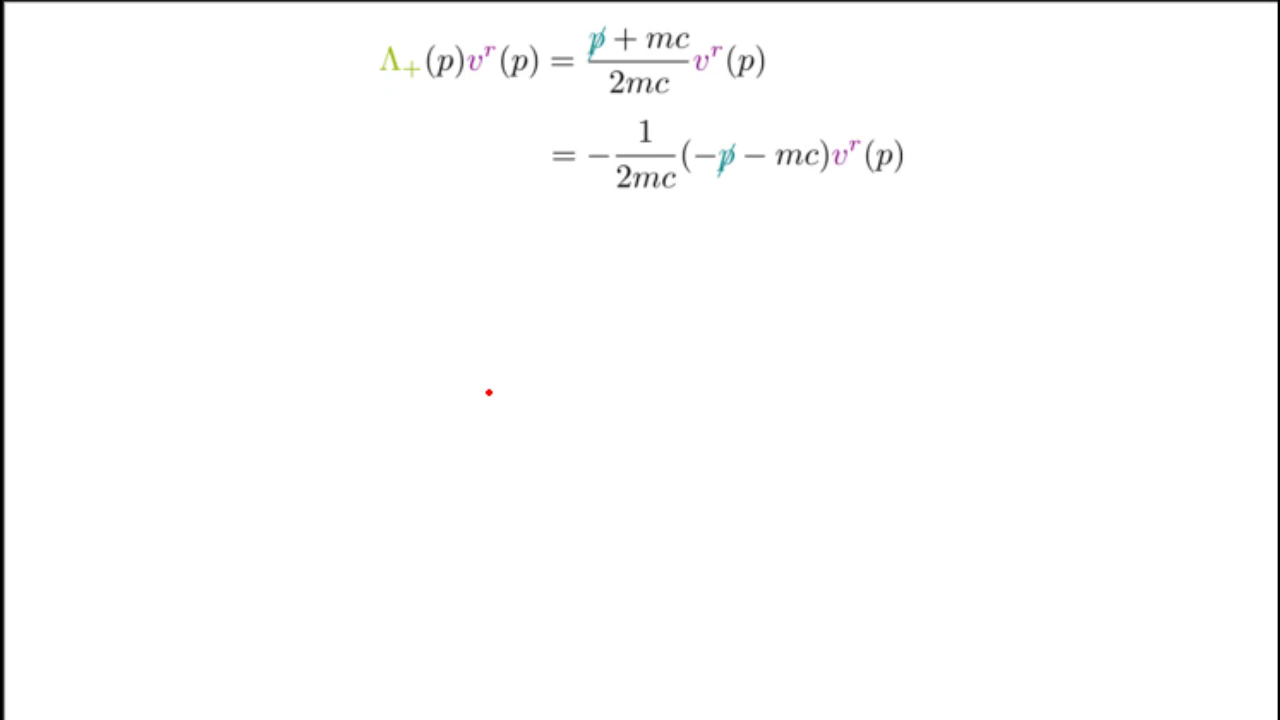 Λ₊(p)vʳ(p) = (p̸ + mc)/(2mc) vʳ(p)
= −1/(2mc) (−p̸ − mc)vʳ(p)